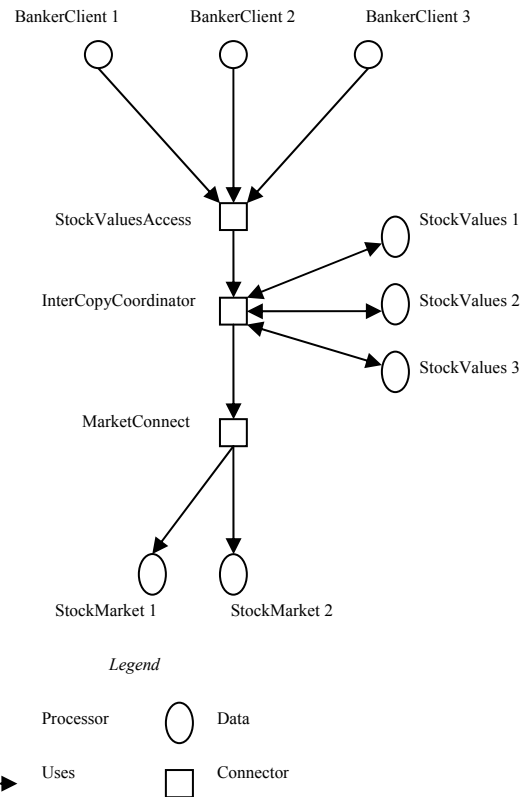 BankerClient 1 BankerClient 2 BankerClient 3
StockValuesAccess
StockValues 1
InterCopyCoordinator
StockValues 2
StockValues 3
MarketConnect
StockMarket 1 StockMarket 2
Legend
Processor Data
Uses Connector